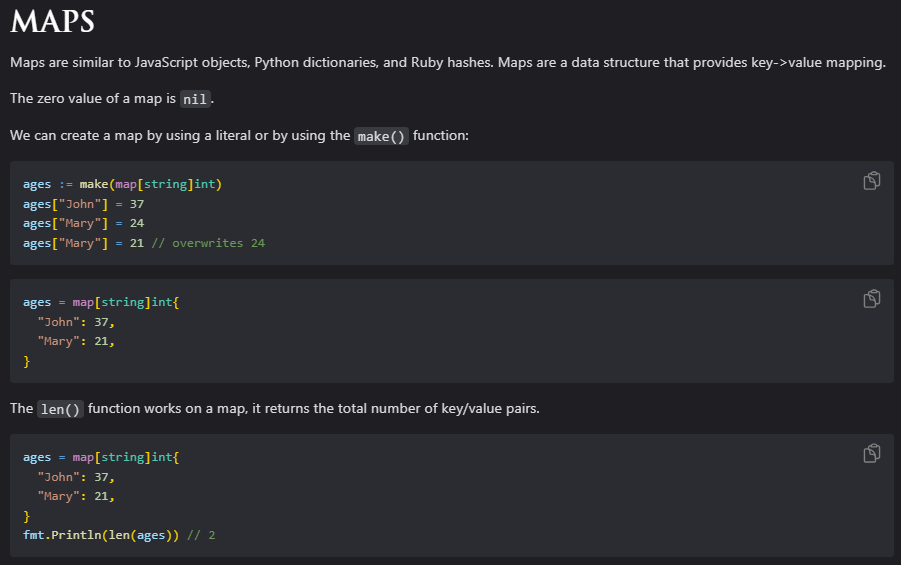 MAPS
Maps are similar to JavaScript objects, Python dictionaries, and Ruby hashes. Maps are a data structure that provides key->value mapping.
The zero value of a map is nil.
We can create a map by using a literal or by using the make() function:
ages := make(map[string]int)
ages["John"] = 37
ages["Mary"] = 24
ages["Mary"] = 21 // overwrites 24
ages = map[string]int{
  "John": 37,
  "Mary": 21,
}
The len() function works on a map, it returns the total number of key/value pairs.
ages = map[string]int{
  "John": 37,
  "Mary": 21,
}
fmt.Println(len(ages)) // 2